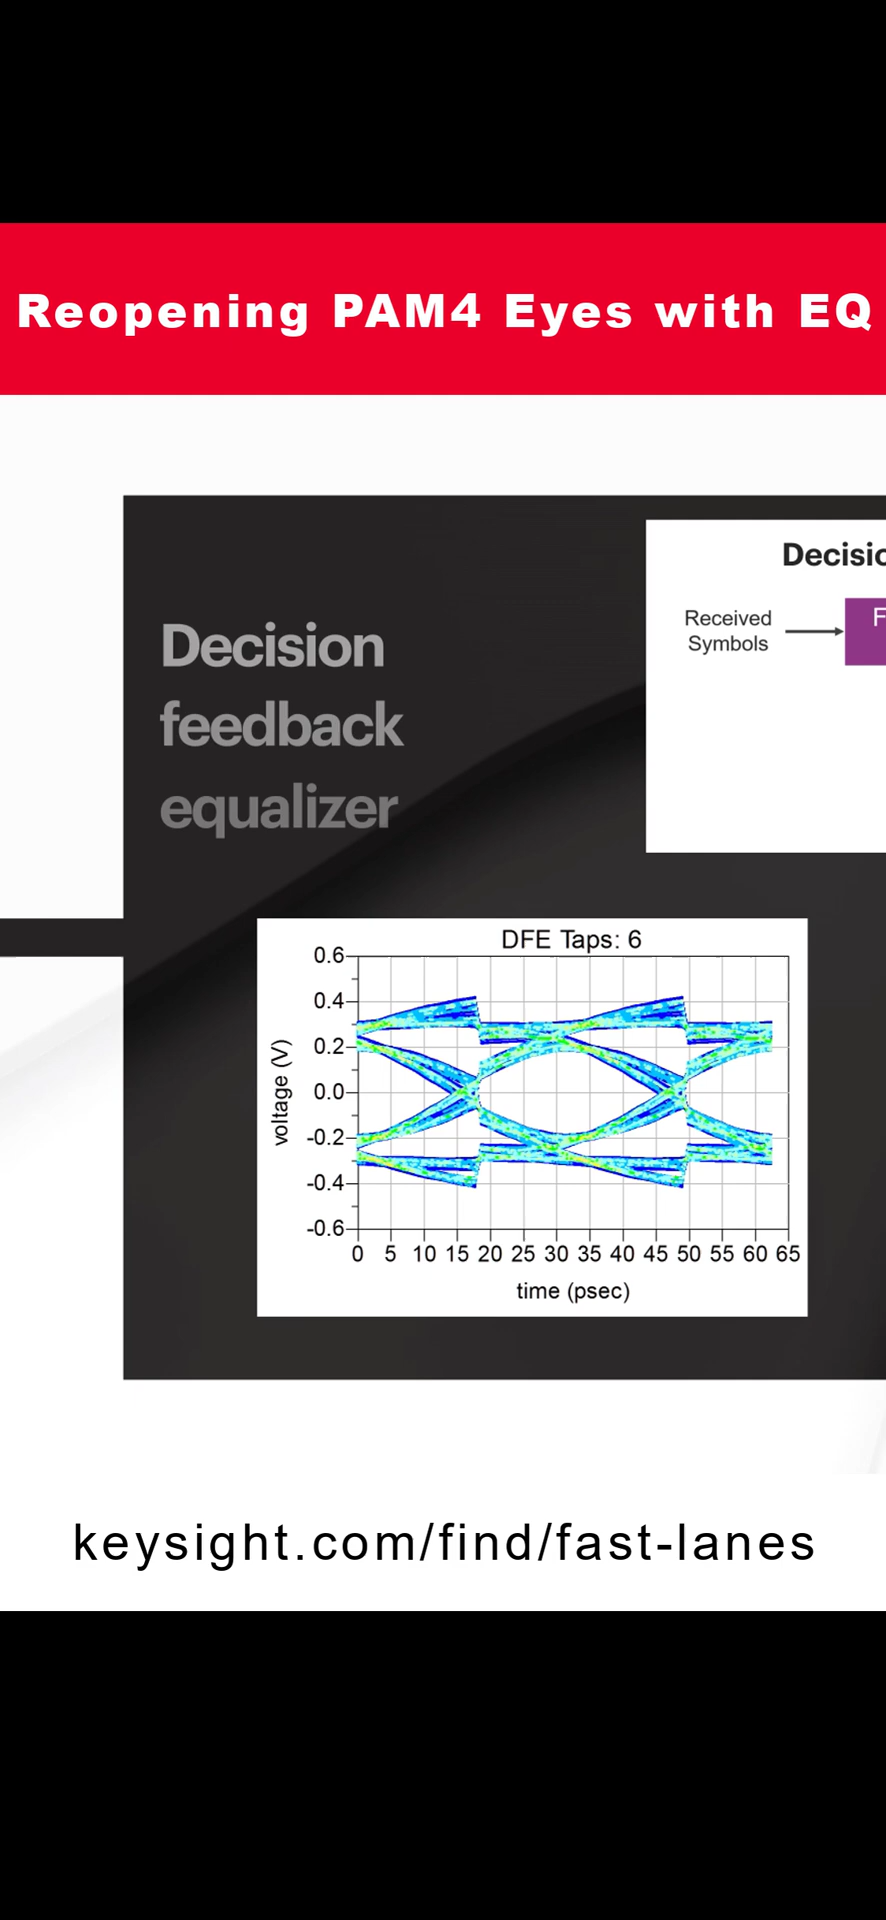 Reopening PAM4 Eyes with EQ
Decision
feedback
equalizer
Received
Symbols
DFE Taps: 6
voltage (V)
0.6
0.4
0.2
0.0
-0.2
-0.4
-0.6
0 5 10 15 20 25 30 35 40 45 50 55 60 65
time (psec)
keysight.com/find/fast-lanes